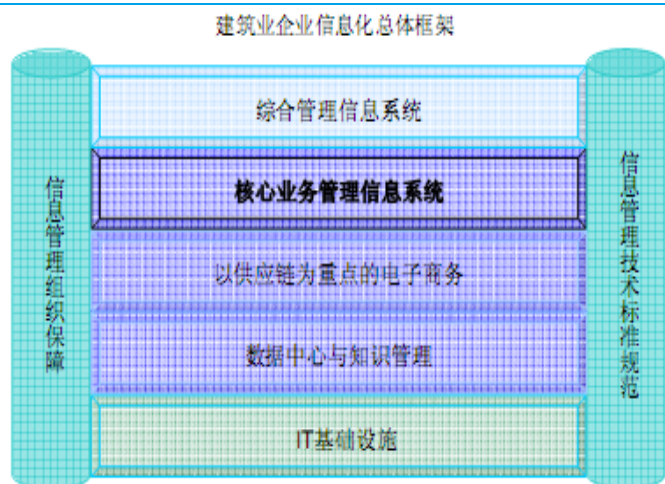 建筑业企业信息化总体框架
综合管理信息系统
核心业务管理信息系统
以供应链为重点的电子商务
数据中心与知识管理
IT基础设施
信息管理组织保障
信息管理技术标准规范